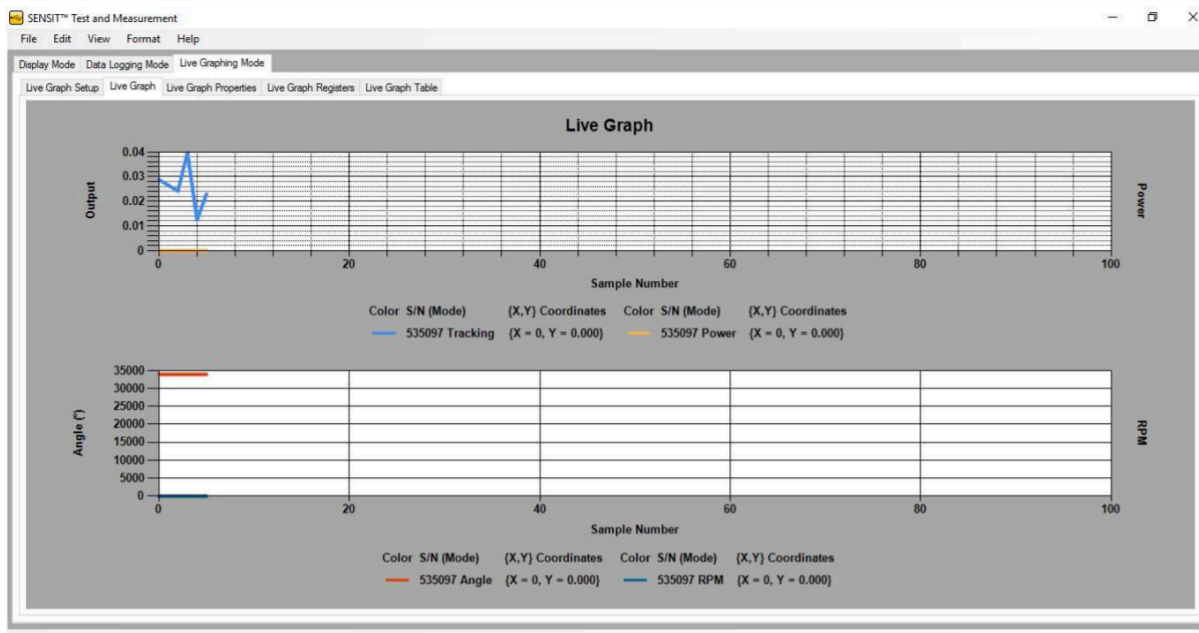 SENSIT™ Test and Measurement
File Edit View Format Help
Display Mode Data Logging Mode Live Graphing Mode
Live Graph Setup Live Graph Live Graph Properties Live Graph Registers Live Graph Table
Live Graph
0.04
0.03
0.02
0.01
0
Output
Power
0 20 40 60 80 100
Sample Number
Color S/N (Mode) {X,Y} Coordinates Color S/N (Mode) {X,Y} Coordinates
535097 Tracking {X = 0, Y = 0.000} 535097 Power {X = 0, Y = 0.000}
35000
30000
25000
20000
15000
10000
5000
0
Angle (°)
RPM
0 20 40 60 80 100
Sample Number
Color S/N (Mode) {X,Y} Coordinates Color S/N (Mode) {X,Y} Coordinates
535097 Angle {X = 0, Y = 0.000} 535097 RPM {X = 0, Y = 0.000}